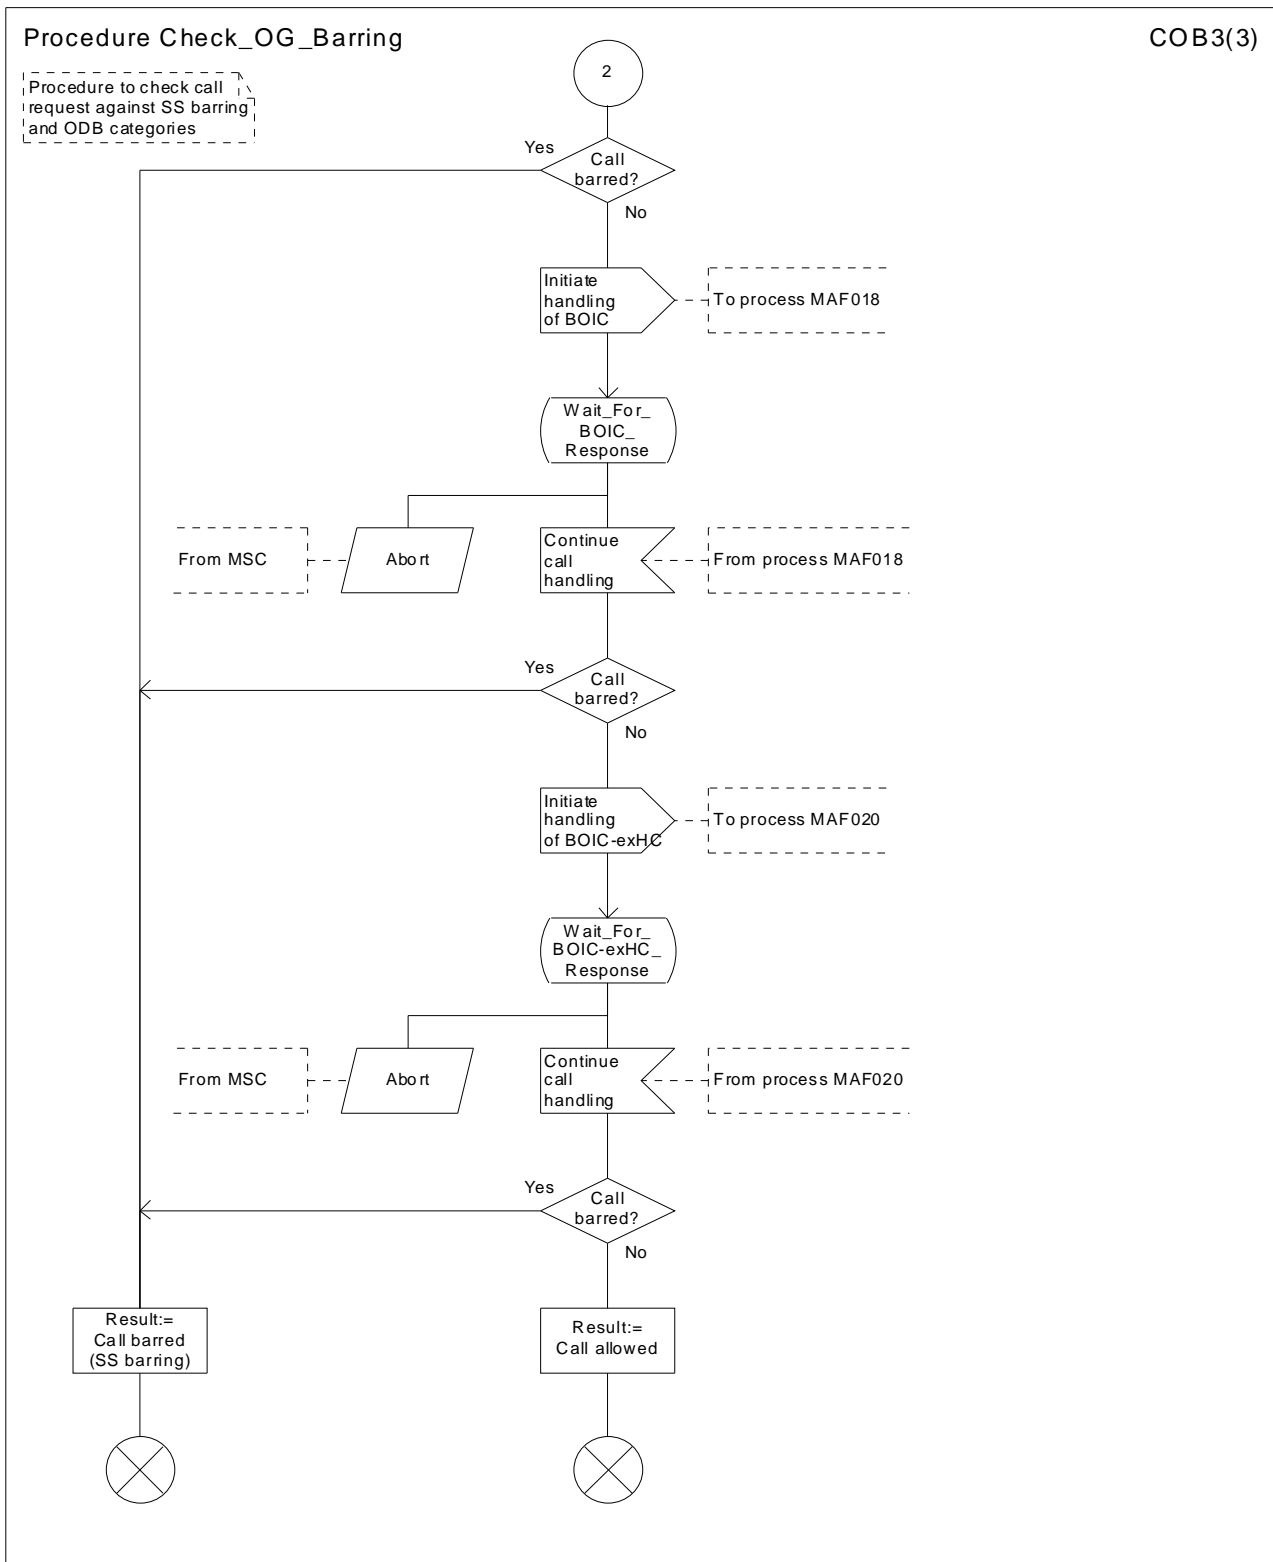 Procedure Check_OG_Barring
COB3(3)
Procedure to check call
request against SS barring
and ODB categories
2
Yes
Call
barred?
No
Initiate
handling
of BOIC
To process MAF018
Wait_For_
BOIC_
Response
From MSC
Abort
Continue
call
handling
From process MAF018
Yes
Call
barred?
No
Initiate
handling
of BOIC-exHC
To process MAF020
Wait_For_
BOIC-exHC_
Response
From MSC
Abort
Continue
call
handling
From process MAF020
Yes
Call
barred?
No
Result:=
Call barred
(SS barring)
Result:=
Call allowed